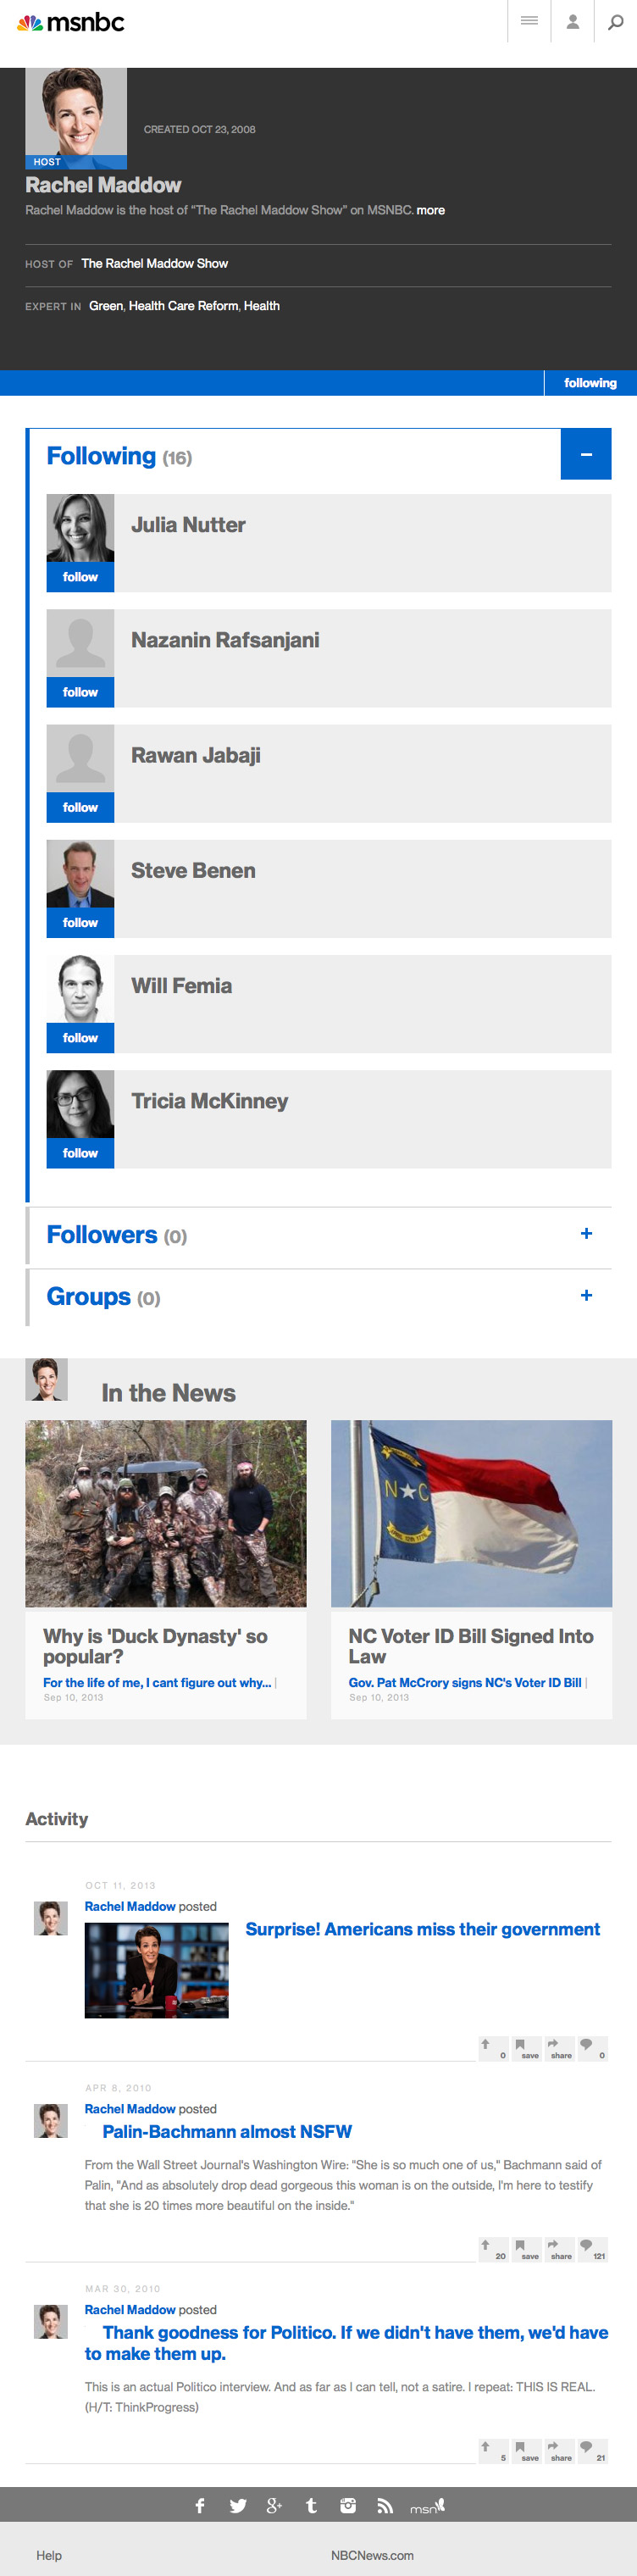 msnbc
CREATED OCT 23, 2008
HOST
Rachel Maddow
Rachel Maddow is the host of “The Rachel Maddow Show” on MSNBC. more
HOST OF The Rachel Maddow Show
EXPERT IN Green, Health Care Reform, Health
following
Following (16)
Julia Nutter
follow
Nazanin Rafsanjani
follow
Rawan Jabaji
follow
Steve Benen
follow
Will Femia
follow
Tricia McKinney
follow
Followers (0)
Groups (0)
In the News
N C
Why is 'Duck Dynasty' so
popular?
For the life of me, I cant figure out why... |
Sep 10, 2013
NC Voter ID Bill Signed Into
Law
Gov. Pat McCrory signs NC's Voter ID Bill |
Sep 10, 2013
Activity
OCT 11, 2013
Rachel Maddow posted
Surprise! Americans miss their government
0 save share 0
APR 8, 2010
Rachel Maddow posted
Palin-Bachmann almost NSFW
From the Wall Street Journal's Washington Wire: "She is so much one of us," Bachmann said of
Palin, "And as absolutely drop dead gorgeous this woman is on the outside, I'm here to testify
that she is 20 times more beautiful on the inside."
20 save share 121
MAR 30, 2010
Rachel Maddow posted
Thank goodness for Politico. If we didn't have them, we'd have
to make them up.
This is an actual Politico interview. And as far as I can tell, not a satire. I repeat: THIS IS REAL.
(H/T: ThinkProgress)
5 save share 21
msn
Help
NBCNews.com